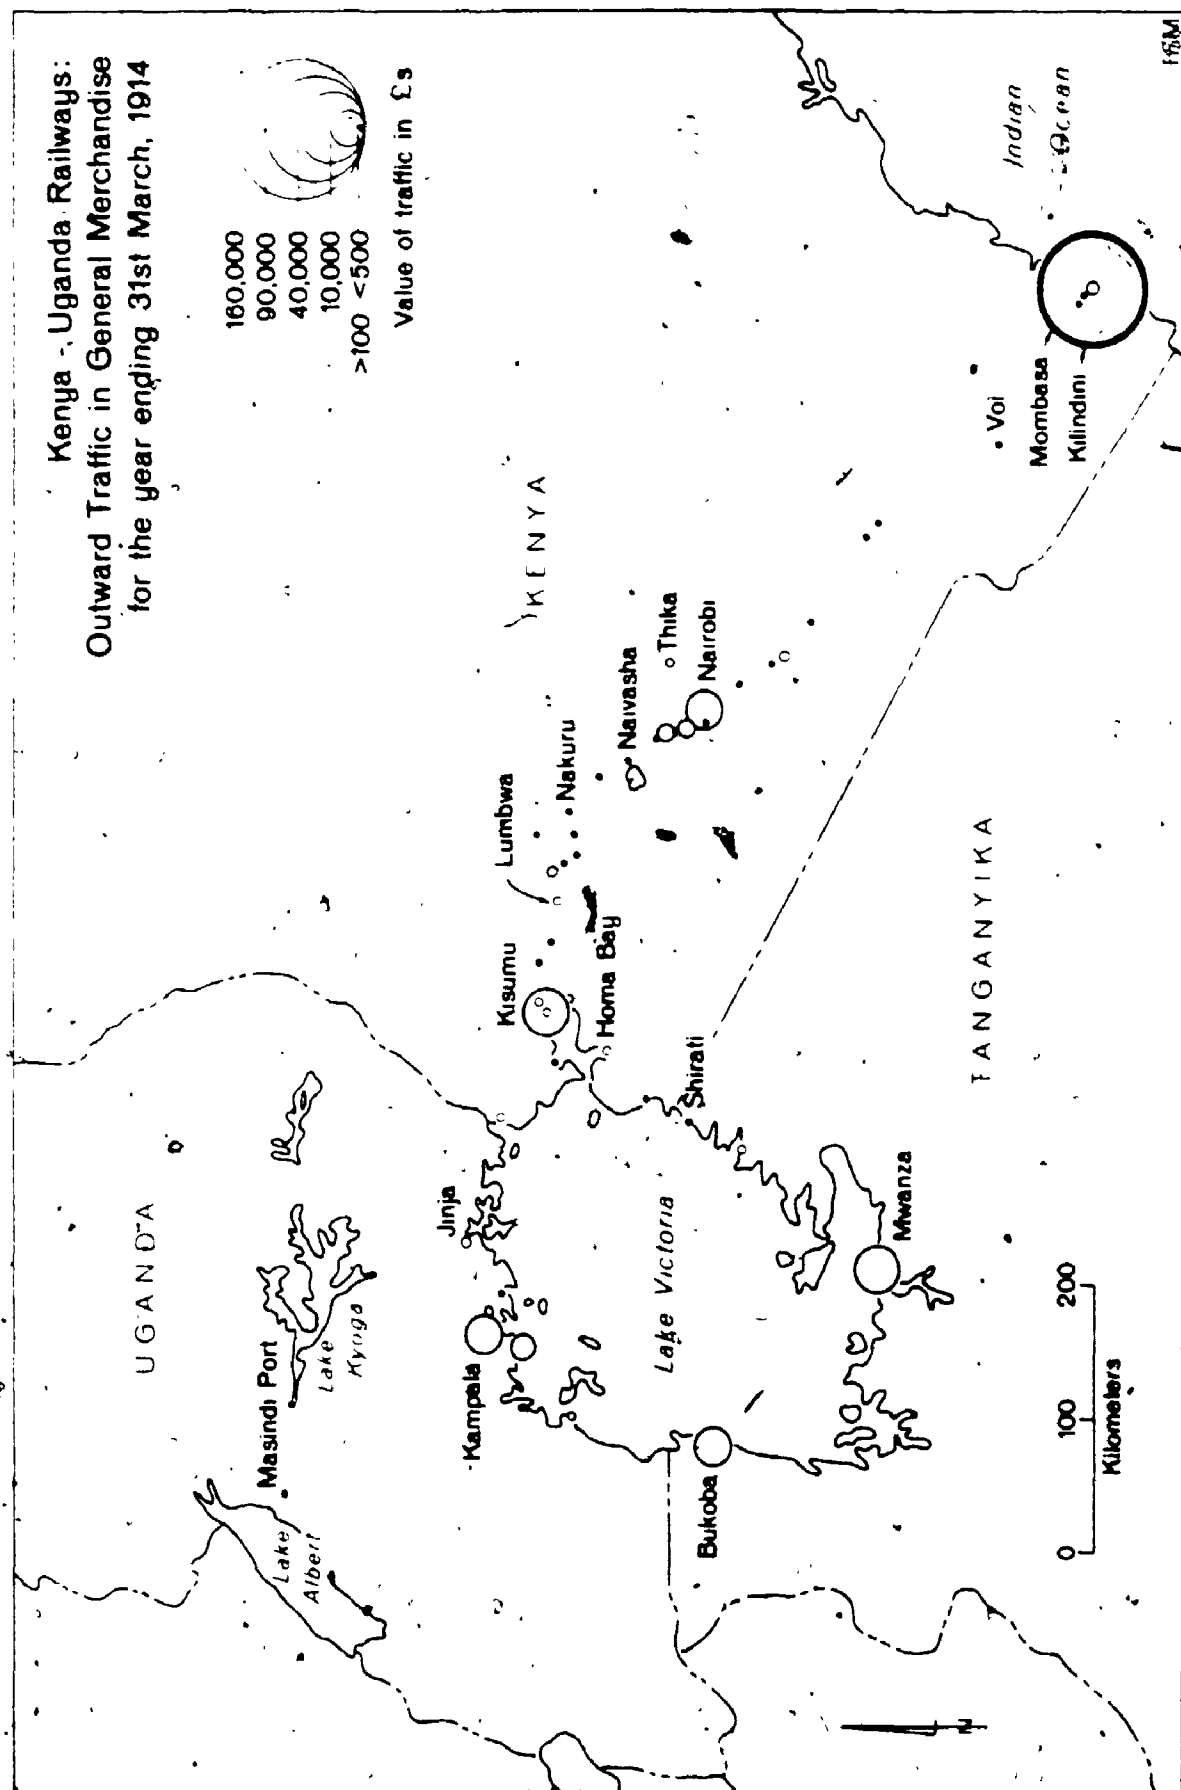 Kenya - Uganda Railways:
Outward Traffic in General Merchandise
for the year ending 31st March, 1914
160,000
90,000
40,000
10,000
>100 <500
Value of traffic in £s
UGANDA
Masindi Port
Lake
Kyoga
Lake
Albert
Jinja
Kampala
Kisumu
Lumbwa
Nakuru
KENYA
Homa Bay
Naivasha
Thika
Nairobi
Shirati
Lake Victoria
Bukoba
Mwanza
TANGANYIKA
Voi
Mombasa
Kilindini
Indian
Ocean
0 100 200
Kilometers
N